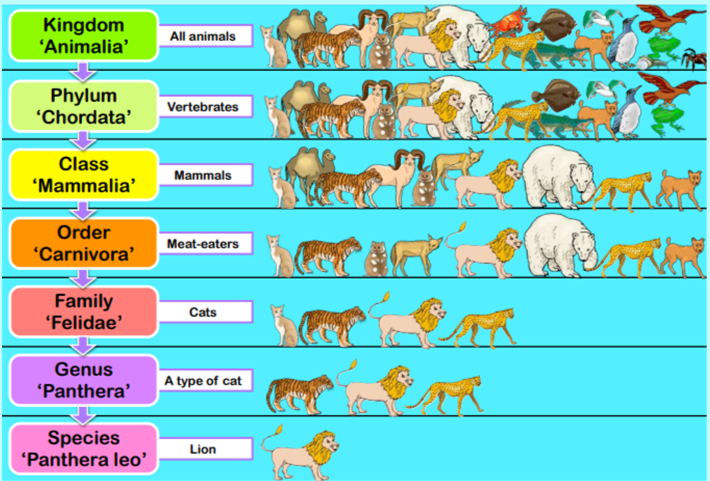 Kingdom
‘Animalia’
All animals
Phylum
‘Chordata’
Vertebrates
Class
‘Mammalia’
Mammals
Order
‘Carnivora’
Meat-eaters
Family
‘Felidae’
Cats
Genus
‘Panthera’
A type of cat
Species
‘Panthera leo’
Lion